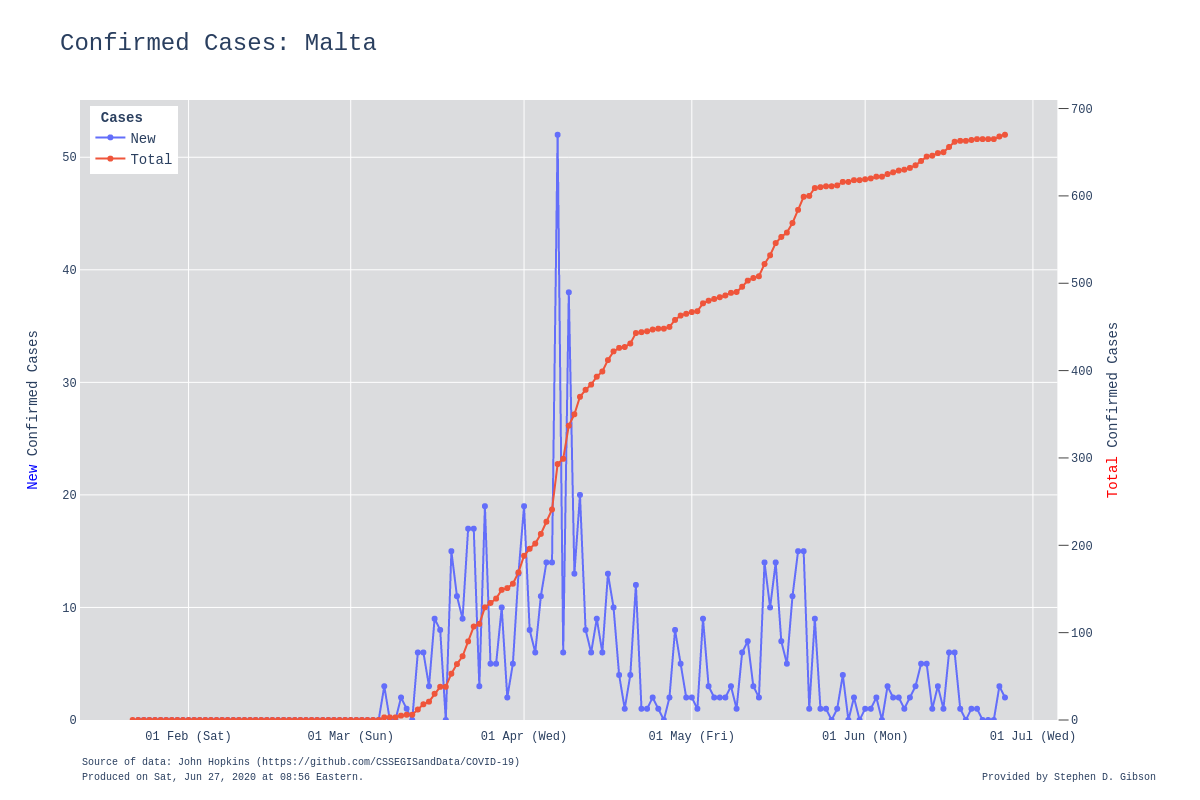 Confirmed Cases: Malta
Cases
New
Total
50
40
30
20
10
0
700
600
500
400
300
200
100
0
New Confirmed Cases
Total Confirmed Cases
01 Feb (Sat)
01 Mar (Sun)
01 Apr (Wed)
01 May (Fri)
01 Jun (Mon)
01 Jul (Wed)
Source of data: John Hopkins (https://github.com/CSSEGISandData/COVID-19)
Produced on Sat, Jun 27, 2020 at 08:56 Eastern.
Provided by Stephen D. Gibson